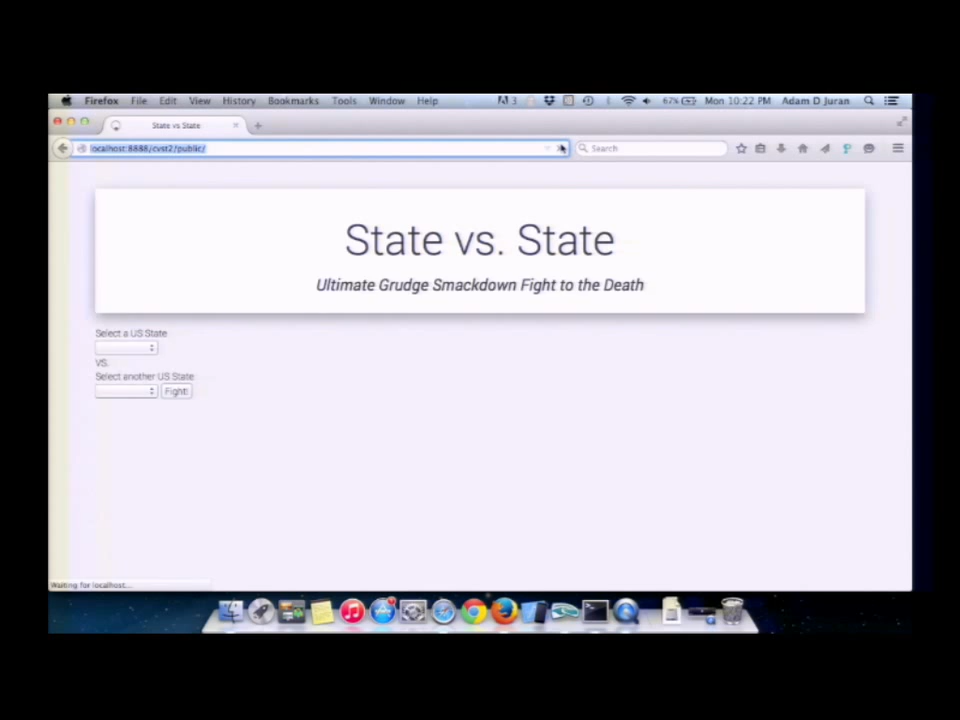 Firefox File Edit View History Bookmarks Tools Window Help 3 67% Mon 10:22 PM Adam D Juran
State vs State
localhost:8888/cvst2/public/ Search
State vs. State
Ultimate Grudge Smackdown Fight to the Death
Select a US State
VS.
Select another US State
Fight!
Waiting for localhost...